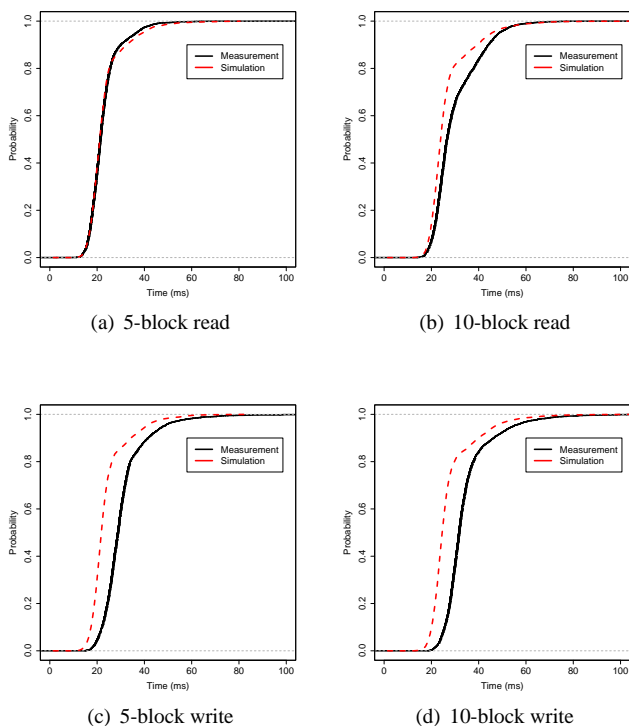 1.0
0.8
0.6
0.4
0.2
0.0
Probability
Measurement
Simulation
0 20 40 60 80 100
Time (ms)
(a) 5-block read
1.0
0.8
0.6
0.4
0.2
0.0
Probability
Measurement
Simulation
0 20 40 60 80 100
Time (ms)
(b) 10-block read
1.0
0.8
0.6
0.4
0.2
0.0
Probability
Measurement
Simulation
0 20 40 60 80 100
Time (ms)
(c) 5-block write
1.0
0.8
0.6
0.4
0.2
0.0
Probability
Measurement
Simulation
0 20 40 60 80 100
Time (ms)
(d) 10-block write